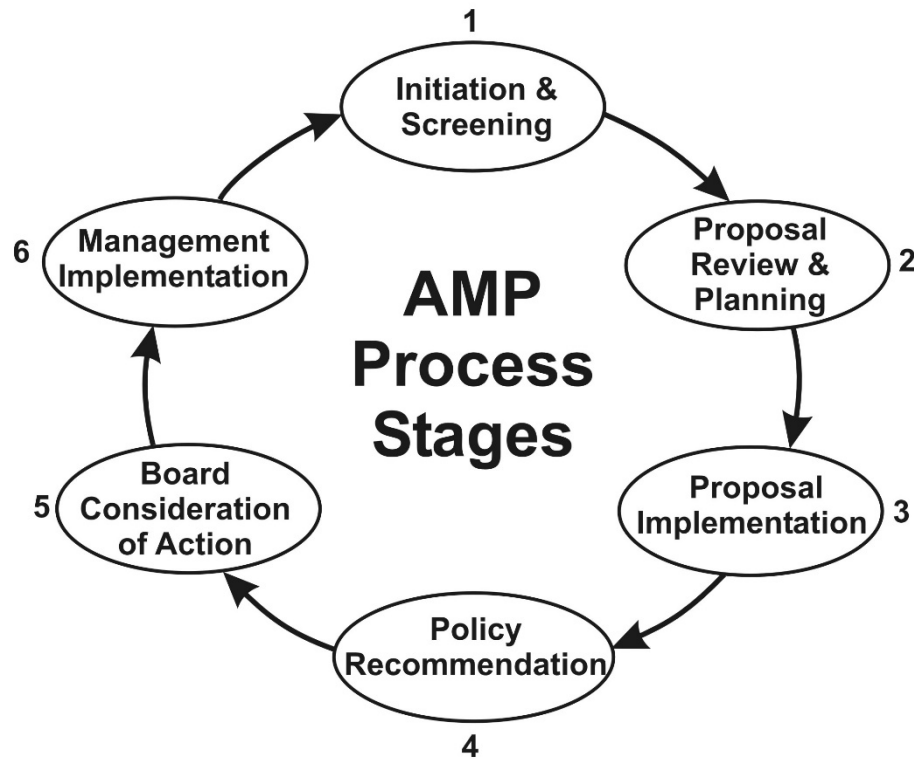 1
Initiation &
Screening
Proposal
Review &
Planning
2
Proposal
Implementation
3
Policy
Recommendation
4
Board
Consideration
of Action
5
Management
Implementation
6
AMP
Process
Stages